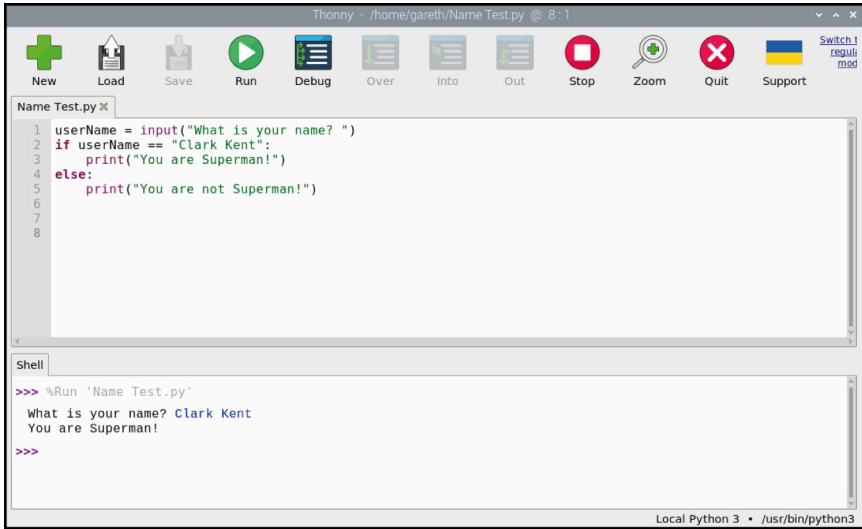 Thonny - /home/gareth/Name Test.py @ 8:1
New Load Save Run Debug Over Into Out Stop Zoom Quit Support
Switch t
regula
mod
Name Test.py
1 userName = input("What is your name? ")
2 if userName == "Clark Kent":
3     print("You are Superman!")
4 else:
5     print("You are not Superman!")
6
7
8
Shell
>>> %Run 'Name Test.py'
What is your name? Clark Kent
You are Superman!
>>>
Local Python 3 • /usr/bin/python3